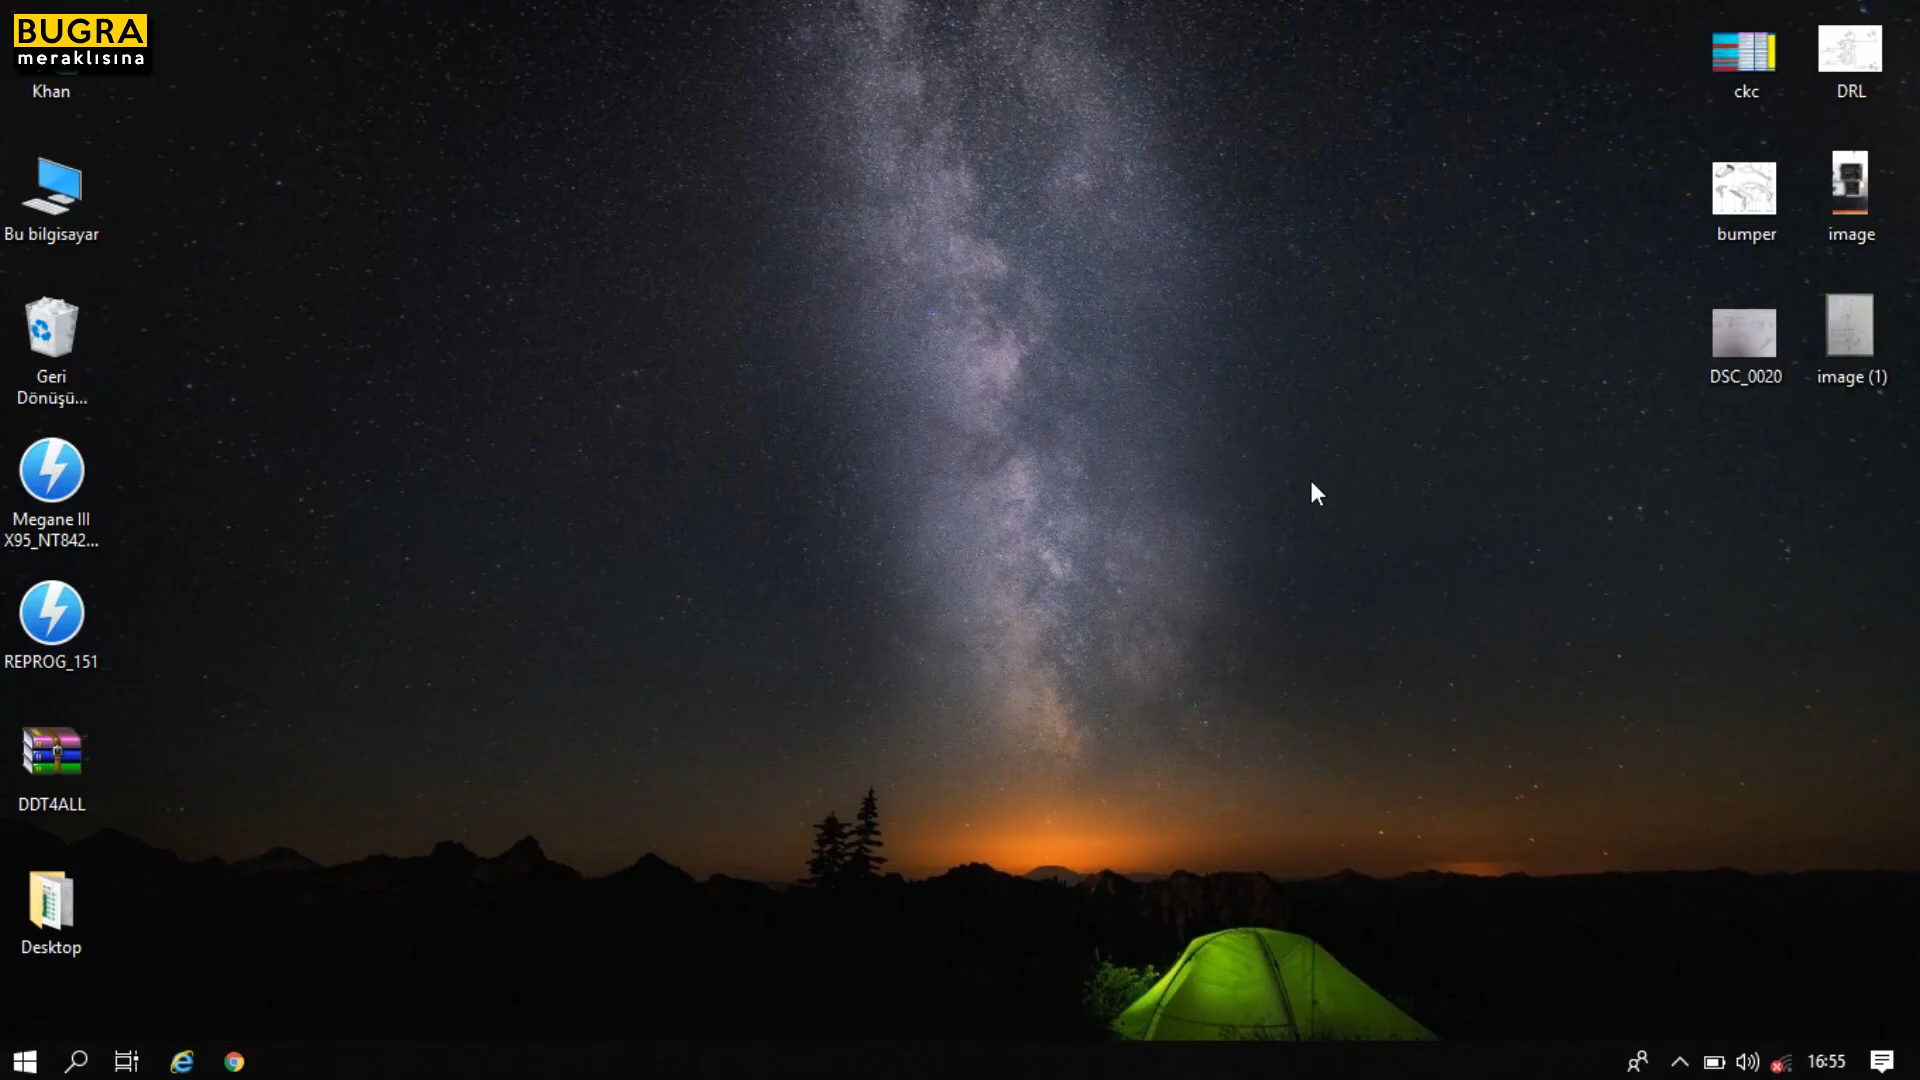 BUGRA
meraklısına
Khan
Bu bilgisayar
Geri
Dönüşü...
Megane III
X95_NT842...
REPROG_151
DDT4ALL
Desktop
ckc
DRL
bumper
image
DSC_0020
image (1)
16:55